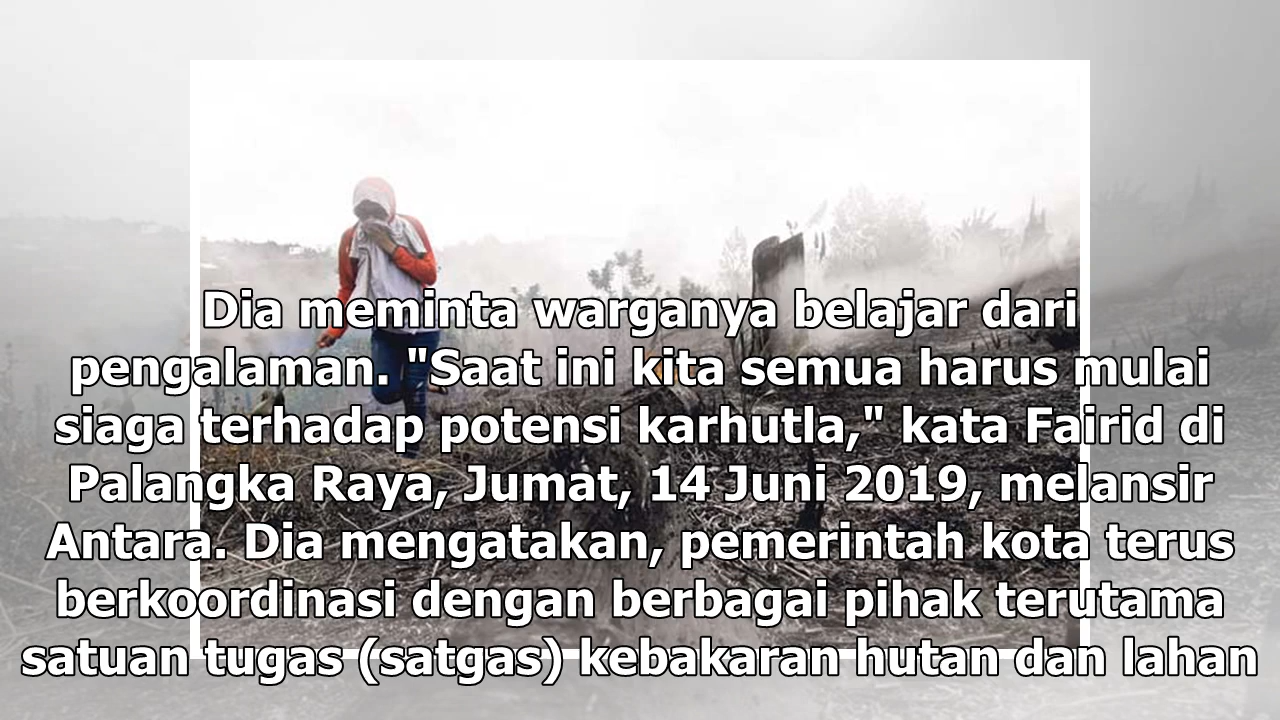 Dia meminta warganya belajar dari
pengalaman. "Saat ini kita semua harus mulai
siaga terhadap potensi karhutla," kata Fairid di
Palangka Raya, Jumat, 14 Juni 2019, melansir
Antara. Dia mengatakan, pemerintah kota terus
berkoordinasi dengan berbagai pihak terutama
satuan tugas (satgas) kebakaran hutan dan lahan